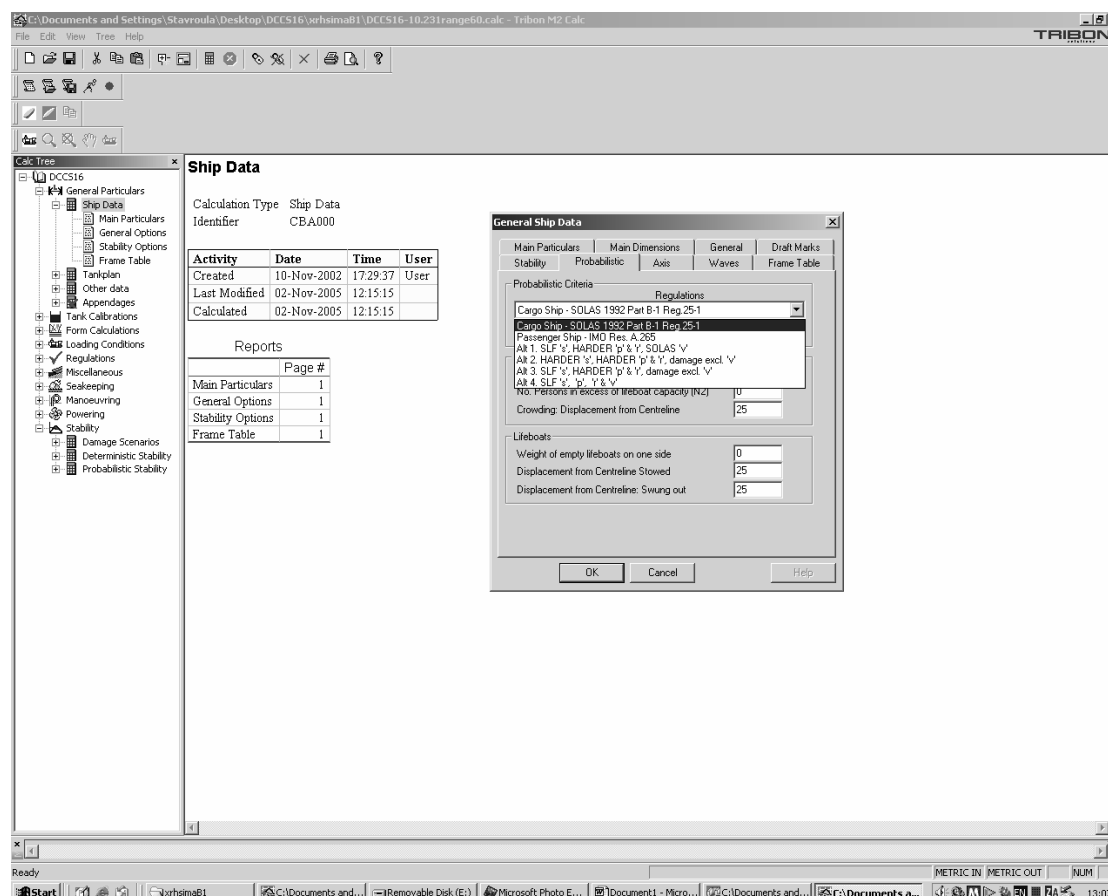 C:\Documents and Settings\Stavroula\Desktop\DCCS16\xrhsimaB1\DCCS16-10.231range60.calc - Tribon M2 Calc
File Edit View Tree Help
TRIBON
solutions
Calc Tree
DCCS16
General Particulars
Ship Data
Main Particulars
General Options
Stability Options
Frame Table
Tankplan
Other data
Appendages
Tank Calibrations
Form Calculations
Loading Conditions
Regulations
Miscellaneous
Seakeeping
Manoeuvring
Powering
Stability
Damage Scenarios
Deterministic Stability
Probabilistic Stability
Ship Data
Calculation Type Ship Data
Identifier CBA000
Activity Date Time User
Created 10-Nov-2002 17:29:37 User
Last Modified 02-Nov-2005 12:15:15
Calculated 02-Nov-2005 12:15:15
Reports
Page #
Main Particulars 1
General Options 1
Stability Options 1
Frame Table 1
General Ship Data
Main Particulars Main Dimensions General Draft Marks
Stability Probabilistic Axis Waves Frame Table
Probabilistic Criteria
Regulations
Cargo Ship - SOLAS 1992 Part B-1 Reg.25-1
Cargo Ship - SOLAS 1992 Part B-1 Reg.25-1
Passenger Ship - IMO Res. A.265
Alt 1. SLF 's', HARDER 'p' & 'r', SOLAS 'v'
Alt 2. HARDER 's', HARDER 'p' & 'r', damage excl. 'v'
Alt 3. SLF 's', HARDER 'p' & 'r', damage excl. 'v'
Alt 4. SLF 's', 'p', 'r' & 'v'
No. Persons in excess of lifeboat capacity (N2) 0
Crowding: Displacement from Centreline 25
Lifeboats
Weight of empty lifeboats on one side 0
Displacement from Centreline Stowed 25
Displacement from Centreline: Swung out 25
OK Cancel Help
Ready
METRIC IN METRIC OUT NUM
Start xrhsimaB1 C:\Documents and... Removable Disk (E:) Microsoft Photo E... Document1 - Micro... C:\Documents and... C:\Documents a... EN